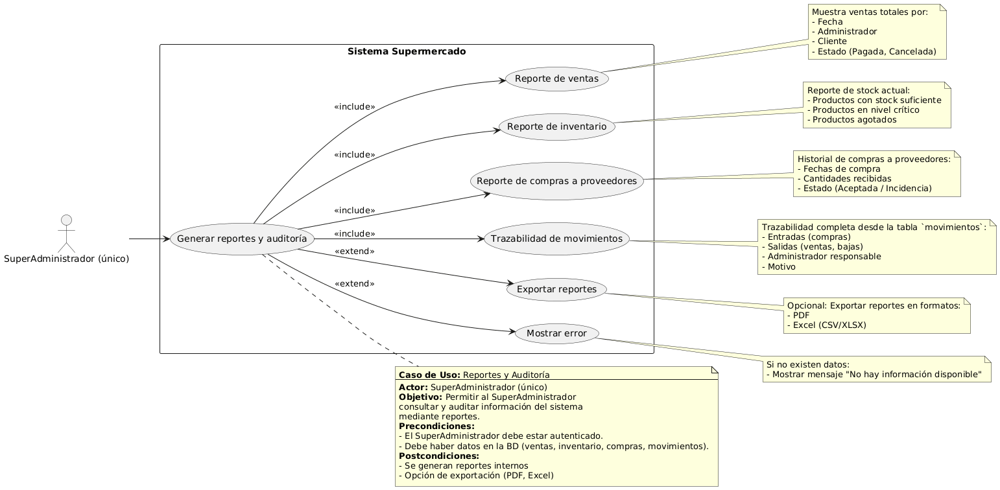 Muestra ventas totales por:
- Fecha
- Administrador
- Cliente
- Estado (Pagada, Cancelada)
Sistema Supermercado
Reporte de ventas
Reporte de stock actual:
- Productos con stock suficiente
- Productos en nivel crítico
- Productos agotados
«include»
Reporte de inventario
«include»
Historial de compras a proveedores:
- Fechas de compra
- Cantidades recibidas
- Estado (Aceptada / Incidencia)
Reporte de compras a proveedores
«include»
SuperAdministrador (único)
Generar reportes y auditoría
«include»
Trazabilidad de movimientos
Trazabilidad completa desde la tabla `movimientos`:
- Entradas (compras)
- Salidas (ventas, bajas)
- Administrador responsable
- Motivo
«extend»
Exportar reportes
Opcional: Exportar reportes en formatos:
- PDF
- Excel (CSV/XLSX)
«extend»
Mostrar error
Si no existen datos:
- Mostrar mensaje "No hay información disponible"
Caso de Uso: Reportes y Auditoría
Actor: SuperAdministrador (único)
Objetivo: Permitir al SuperAdministrador
consultar y auditar información del sistema
mediante reportes.
Precondiciones:
- El SuperAdministrador debe estar autenticado.
- Debe haber datos en la BD (ventas, inventario, compras, movimientos).
Postcondiciones:
- Se generan reportes internos
- Opción de exportación (PDF, Excel)